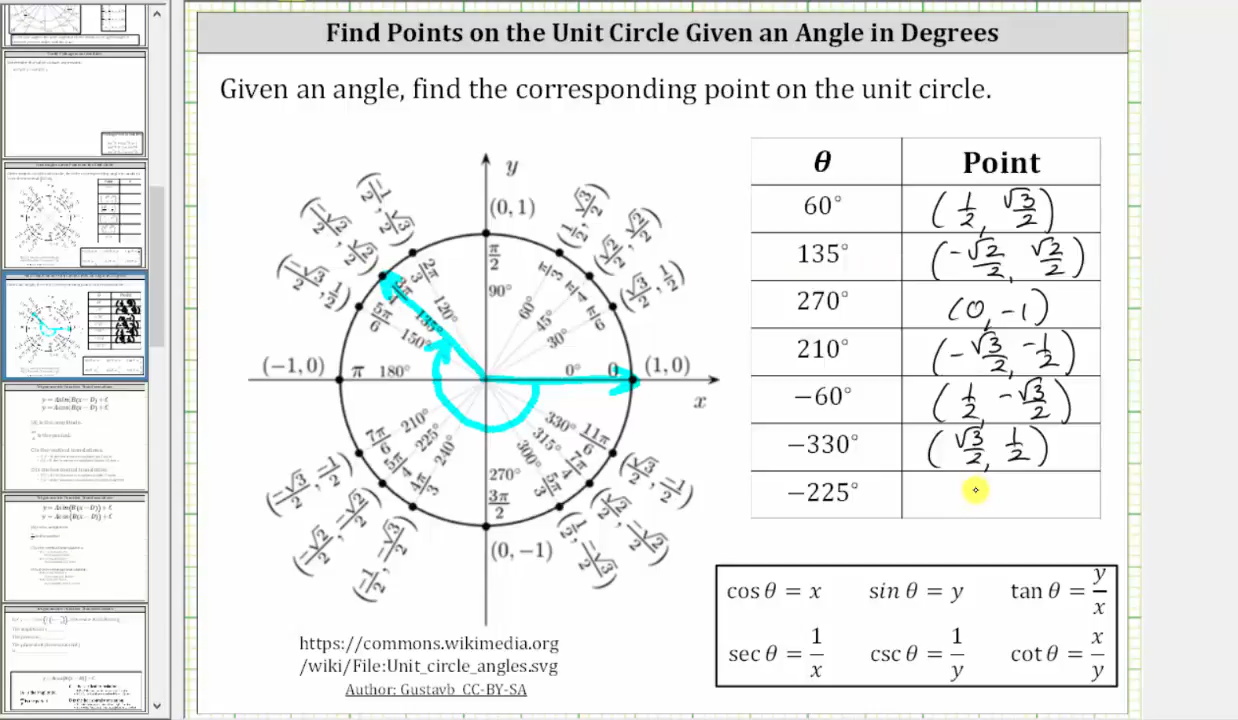 Find Points on the Unit Circle Given an Angle in Degrees
Given an angle, find the corresponding point on the unit circle.
y
(0, 1)
(-1/2, √3/2)
(-√2/2, √2/2)
(-√3/2, 1/2)
(1/2, √3/2)
(√2/2, √2/2)
(√3/2, 1/2)
π/2
90°
2π/3
120°
3π/4
135°
5π/6
150°
π/3
60°
π/4
45°
π/6
30°
(−1, 0)
π 180°
0° 0
(1, 0)
x
7π/6
210°
5π/4
225°
4π/3
240°
270°
3π/2
330°
11π/6
315°
7π/4
300°
5π/3
(-√3/2, -1/2)
(-√2/2, -√2/2)
(-1/2, -√3/2)
(0, −1)
(√3/2, -1/2)
(√2/2, -√2/2)
(1/2, -√3/2)
https://commons.wikimedia.org
/wiki/File:Unit_circle_angles.svg
Author: Gustavb CC-BY-SA
θ Point
60° (1/2, √3/2)
135° (-√2/2, √2/2)
270° (0, -1)
210° (-√3/2, -1/2)
−60° (1/2, -√3/2)
−330° (√3/2, 1/2)
−225°
cos θ = x sin θ = y tan θ = y/x
sec θ = 1/x csc θ = 1/y cot θ = x/y